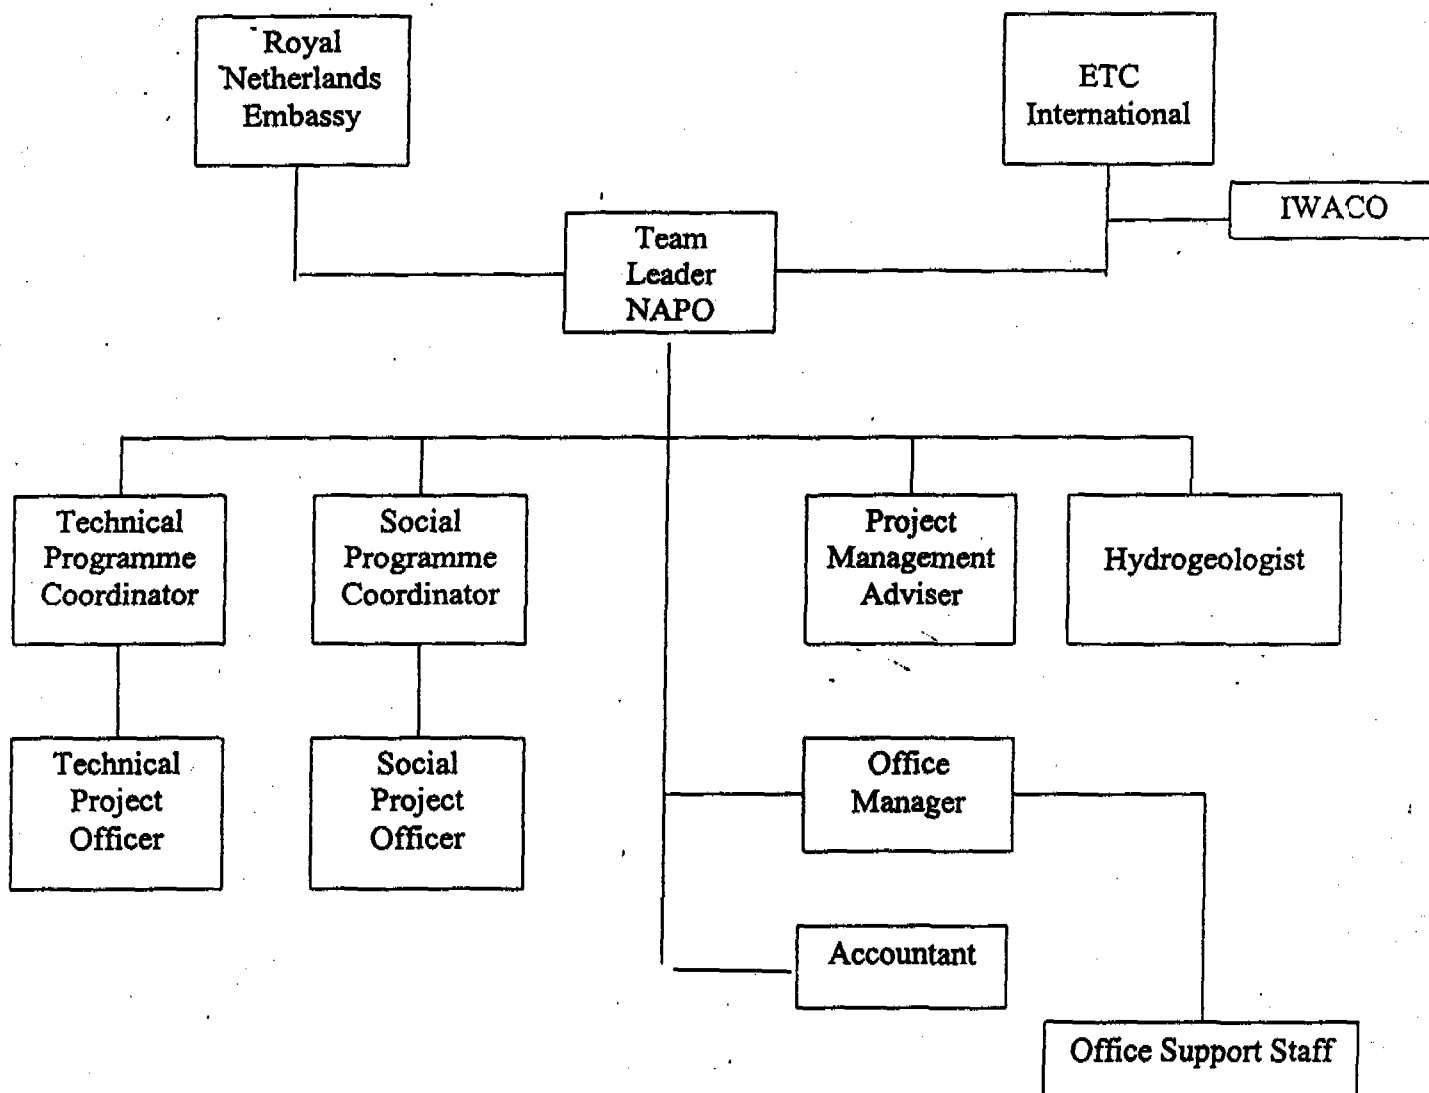 Royal
Netherlands
Embassy
ETC
International
IWACO
Team
Leader
NAPO
Technical
Programme
Coordinator
Social
Programme
Coordinator
Project
Management
Adviser
Hydrogeologist
Technical
Project
Officer
Social
Project
Officer
Office
Manager
Accountant
Office Support Staff